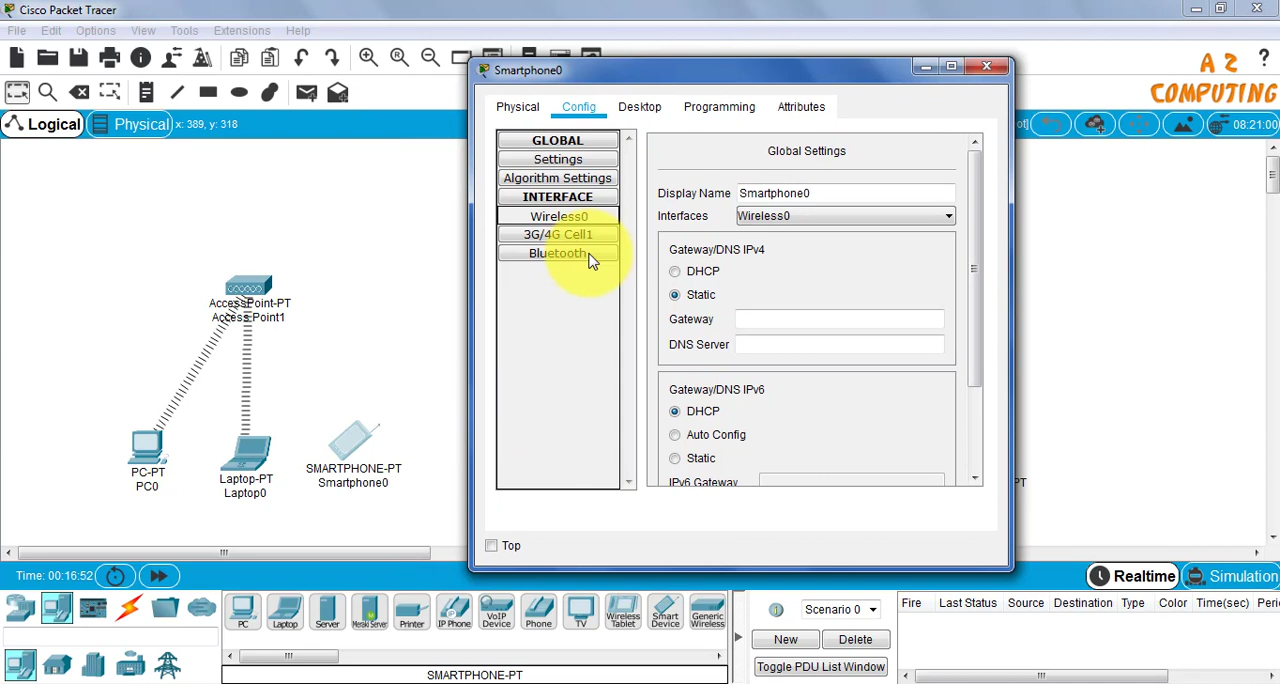 Cisco Packet Tracer
File Edit Options View Tools Extensions Help
A Z
COMPUTING
Logical
Physical
x: 389, y: 318
08:21:00
Smartphone0
Physical
Config
Desktop
Programming
Attributes
GLOBAL
Settings
Algorithm Settings
INTERFACE
Wireless0
3G/4G Cell1
Bluetooth
Global Settings
Display Name Smartphone0
Interfaces Wireless0
Gateway/DNS IPv4
DHCP
Static
Gateway
DNS Server
Gateway/DNS IPv6
DHCP
Auto Config
Static
IPv6 Gateway
Top
AccessPoint-PT
Access Point1
PC-PT
PC0
Laptop-PT
Laptop0
SMARTPHONE-PT
Smartphone0
PT
Time: 00:16:52
Realtime
Simulation
PC
Laptop
Server
Meraki Server
Printer
IP Phone
VoIP Device
Phone
TV
Wireless Tablet
Smart Device
Generic Wireless
SMARTPHONE-PT
Scenario 0
New
Delete
Toggle PDU List Window
Fire Last Status Source Destination Type Color Time(sec) Peri